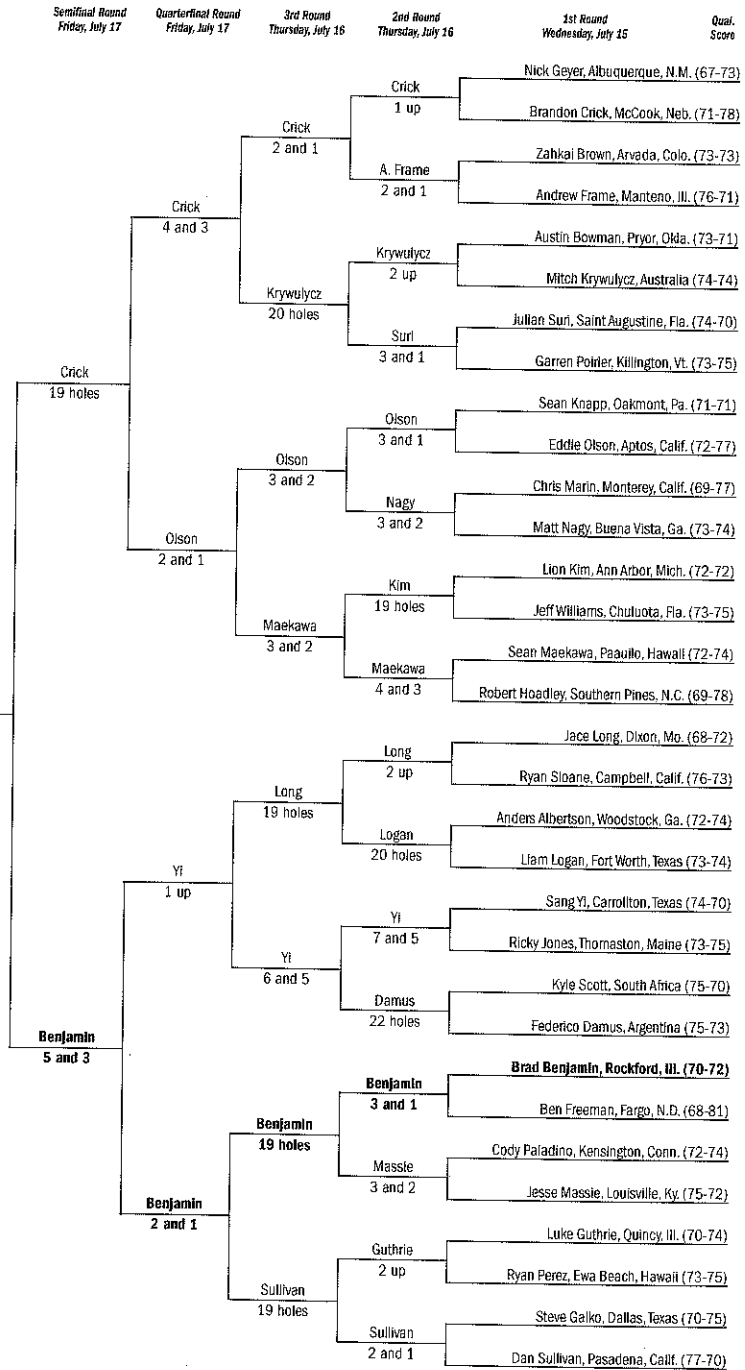 Semifinal Round
Friday, July 17
Quarterfinal Round
Friday, July 17
3rd Round
Thursday, July 16
2nd Round
Thursday, July 16
1st Round
Wednesday, July 15
Qual.
Score
Nick Geyer, Albuquerque, N.M. (67-73)
Crick
1 up
Brandon Crick, McCook, Neb. (71-78)
Crick
2 and 1
Zahkai Brown, Arvada, Colo. (73-73)
A. Frame
2 and 1
Andrew Frame, Manteno, Ill. (76-71)
Crick
4 and 3
Austin Bowman, Pryor, Okla. (73-71)
Krywulycz
2 up
Mitch Krywulycz, Australia (74-74)
Krywulycz
20 holes
Julian Suri, Saint Augustine, Fla. (74-70)
Suri
3 and 1
Garren Poirier, Killington, Vt. (73-75)
Crick
19 holes
Sean Knapp, Oakmont, Pa. (71-71)
Olson
3 and 1
Eddie Olson, Aptos, Calif. (72-77)
Olson
3 and 2
Chris Marin, Monterey, Calif. (69-77)
Nagy
3 and 2
Matt Nagy, Buena Vista, Ga. (73-74)
Olson
2 and 1
Lion Kim, Ann Arbor, Mich. (72-72)
Kim
19 holes
Jeff Williams, Chuluota, Fla. (73-75)
Maekawa
3 and 2
Sean Maekawa, Paauilo, Hawaii (72-74)
Maekawa
4 and 3
Robert Hoadley, Southern Pines, N.C. (69-78)
Jace Long, Dixon, Mo. (68-72)
Long
2 up
Ryan Sloane, Campbell, Calif. (76-73)
Long
19 holes
Anders Albertson, Woodstock, Ga. (72-74)
Logan
20 holes
Liam Logan, Fort Worth, Texas (73-74)
Yi
1 up
Sang Yi, Carrollton, Texas (74-70)
Yi
7 and 5
Ricky Jones, Thomaston, Maine (73-75)
Yi
6 and 5
Kyle Scott, South Africa (75-70)
Damus
22 holes
Federico Damus, Argentina (75-73)
Benjamin
5 and 3
Brad Benjamin, Rockford, Ill. (70-72)
Benjamin
3 and 1
Ben Freeman, Fargo, N.D. (68-81)
Benjamin
19 holes
Cody Paladino, Kensington, Conn. (72-74)
Massie
3 and 2
Jesse Massie, Louisville, Ky. (75-72)
Benjamin
2 and 1
Luke Guthrie, Quincy, Ill. (70-74)
Guthrie
2 up
Ryan Perez, Ewa Beach, Hawaii (73-75)
Sullivan
19 holes
Steve Galko, Dallas, Texas (70-75)
Sullivan
2 and 1
Dan Sullivan, Pasadena, Calif. (77-70)